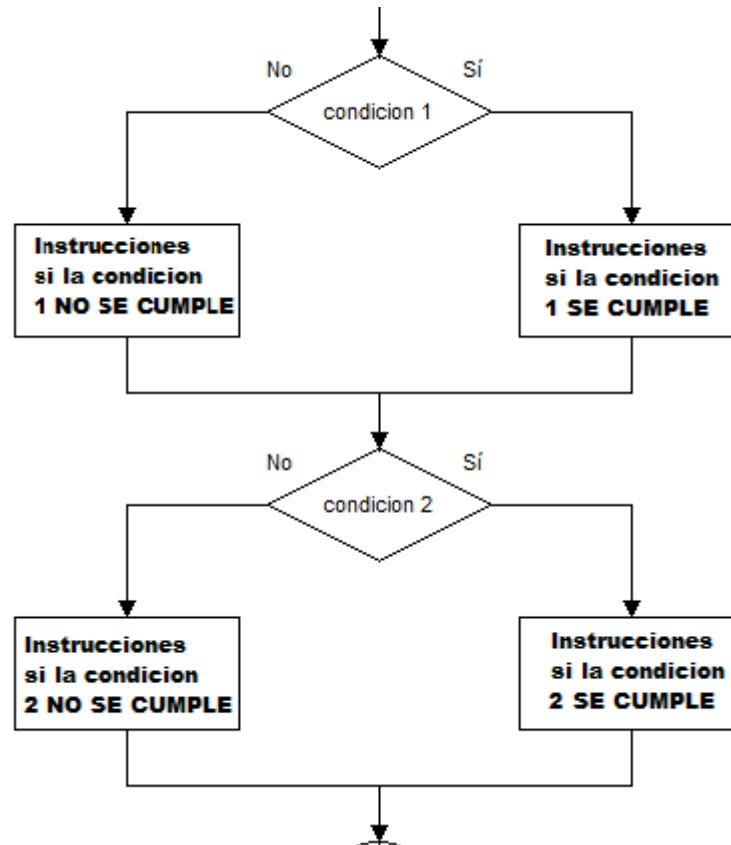 No
Sí
condicion 1
Instrucciones
si la condicion
1 NO SE CUMPLE
Instrucciones
si la condicion
1 SE CUMPLE
No
Sí
condicion 2
Instrucciones
si la condicion
2 NO SE CUMPLE
Instrucciones
si la condicion
2 SE CUMPLE